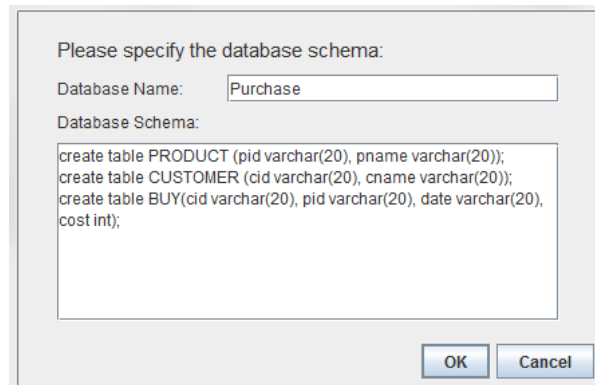 Please specify the database schema:
Database Name: Purchase
Database Schema:
create table PRODUCT (pid varchar(20), pname varchar(20));
create table CUSTOMER (cid varchar(20), cname varchar(20));
create table BUY(cid varchar(20), pid varchar(20), date varchar(20),
cost int);
OK Cancel